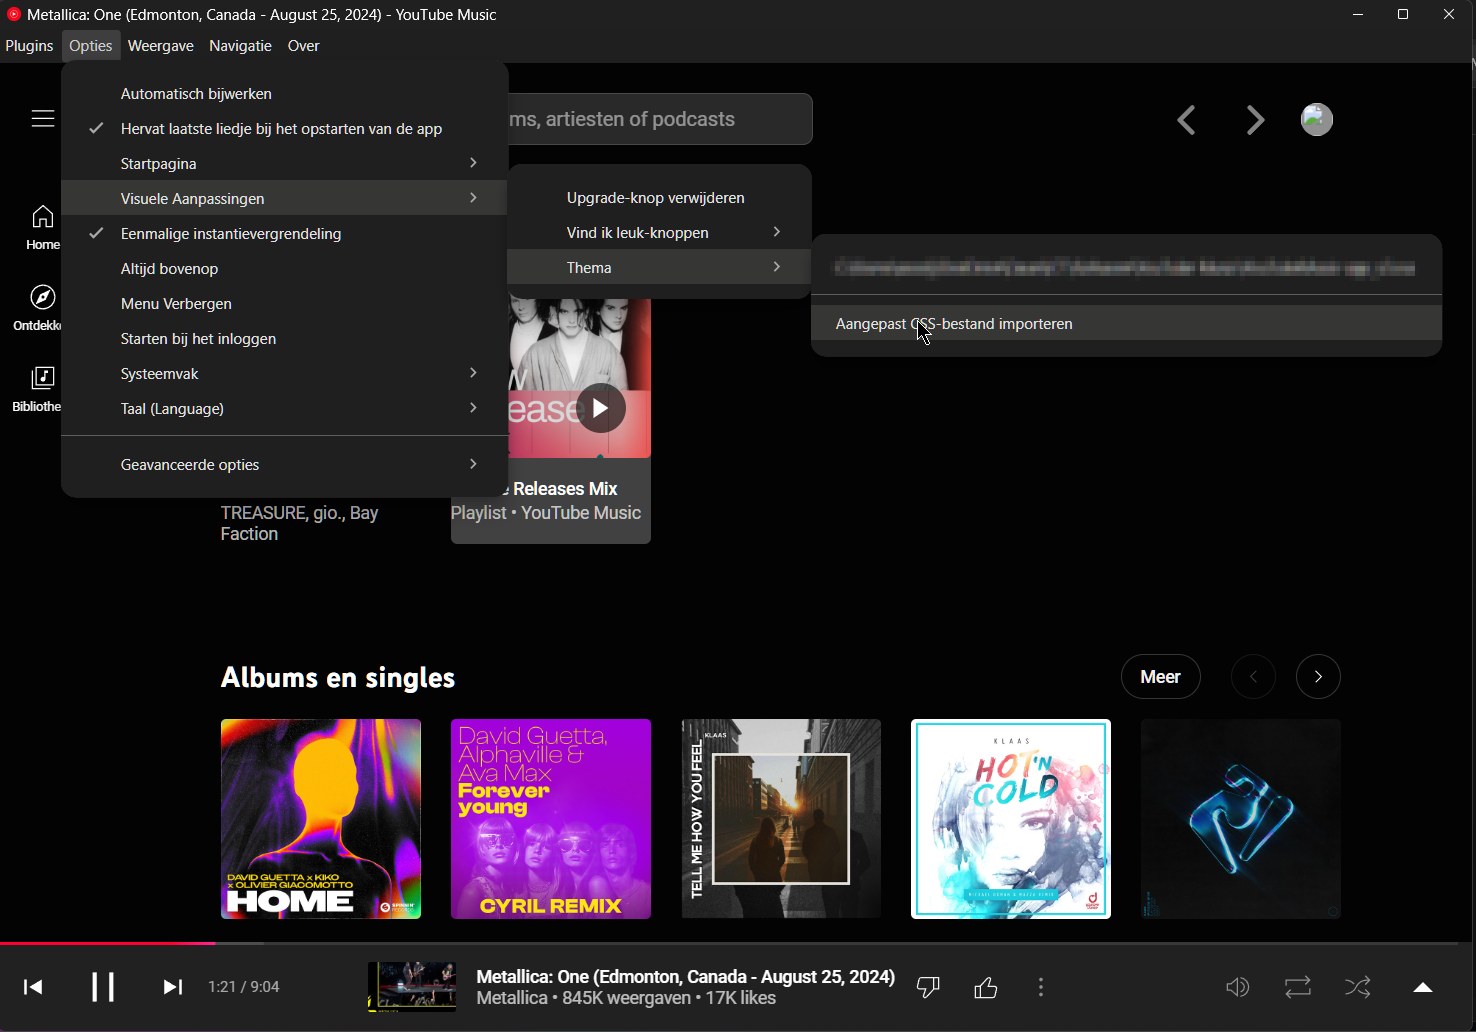 Metallica: One (Edmonton, Canada - August 25, 2024) - YouTube Music
Plugins Opties Weergave Navigatie Over
Automatisch bijwerken
Hervat laatste liedje bij het opstarten van de app
Startpagina
Visuele Aanpassingen
Eenmalige instantievergrendeling
Altijd bovenop
Menu Verbergen
Starten bij het inloggen
Systeemvak
Taal (Language)
Geavanceerde opties
Upgrade-knop verwijderen
Vind ik leuk-knoppen
Thema
Aangepast CSS-bestand importeren
ms, artiesten of podcasts
Home
Ontdekk
Bibliothe
ease
Releases Mix
Playlist • YouTube Music
TREASURE, gio., Bay
Faction
Albums en singles
Meer
DAVID GUETTA x KIKO
x OLIVIER GIACOMOTTO
HOME
SPINNIN'
RECORDS
David Guetta,
Alphaville &
Ava Max
Forever
young
CYRIL REMIX
KLAAS
TELL ME HOW YOU FEEL
KLAAS
HOT'N
COLD
1:21 / 9:04
Metallica: One (Edmonton, Canada - August 25, 2024)
Metallica • 845K weergaven • 17K likes